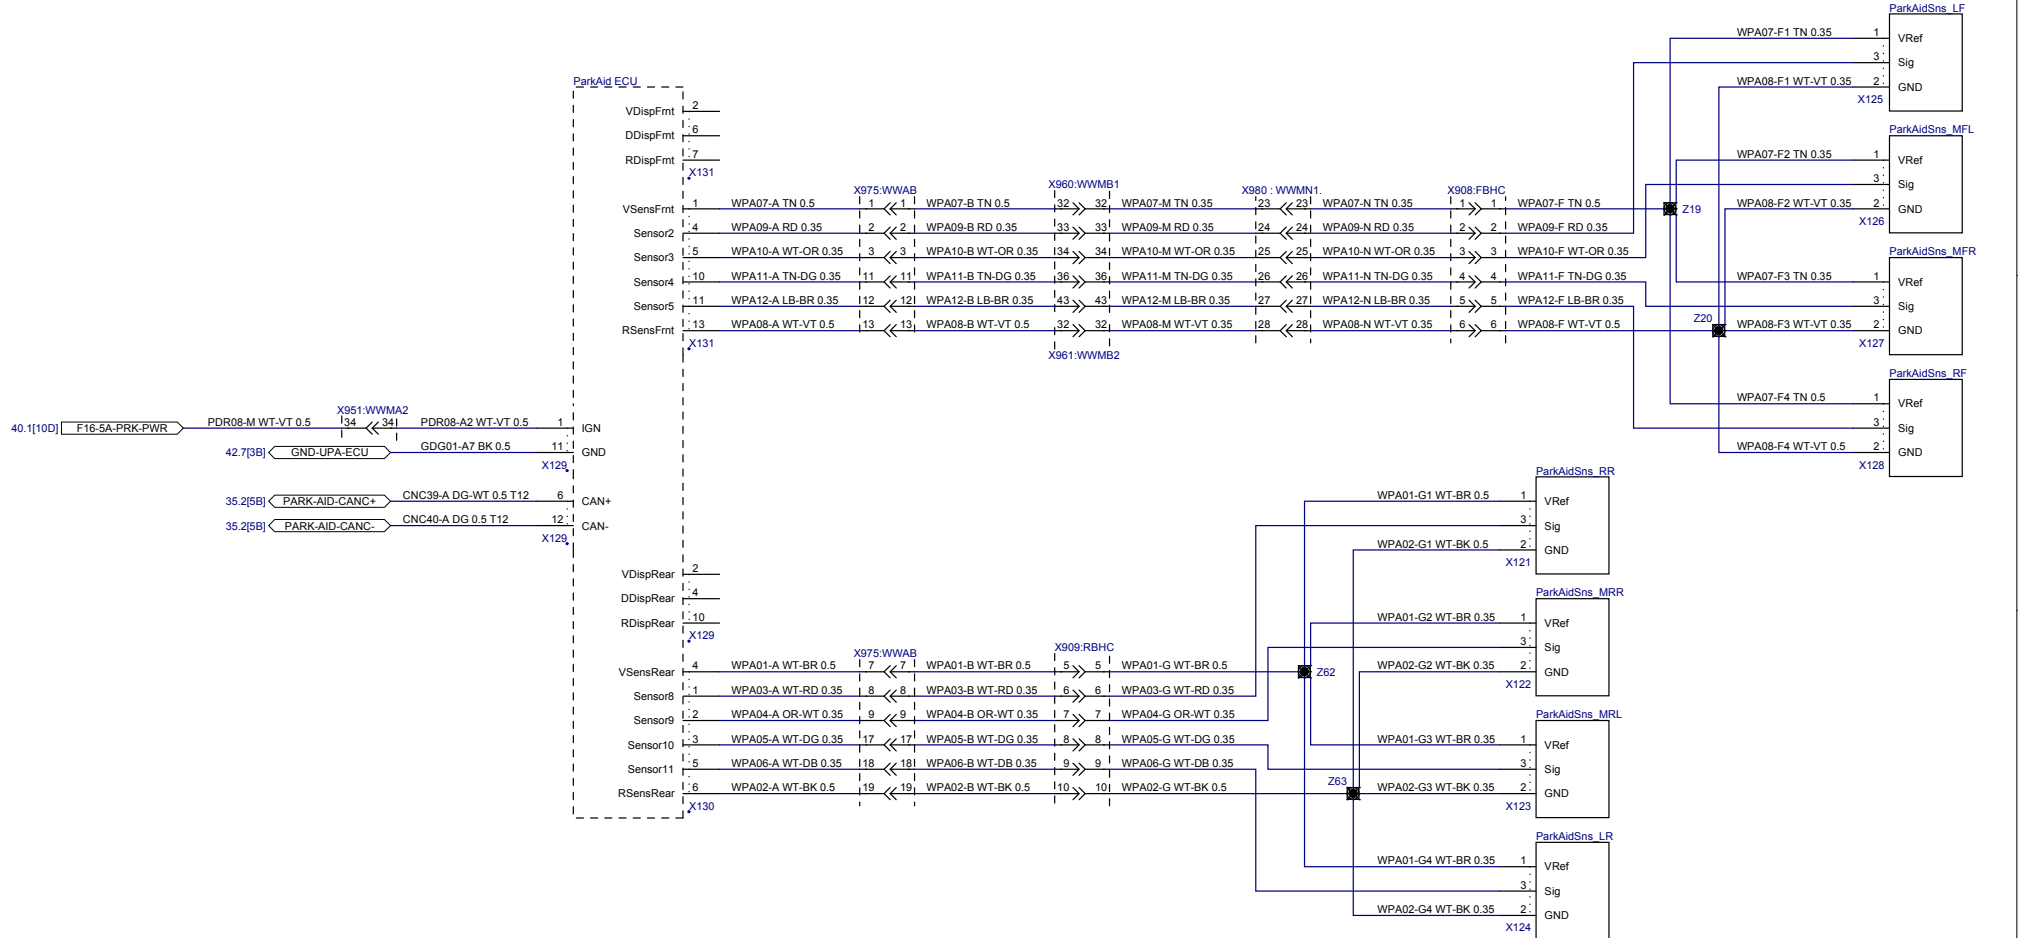 ParkAidSns_LF
WPA07-F1 TN 0.35 1 VRef
3 Sig
WPA08-F1 WT-VT 0.35 2 GND
X125
ParkAid ECU
VDispFrnt 2
DDispFrnt 6
RDispFrnt 7
X131
ParkAidSns_MFL
WPA07-F2 TN 0.35 1 VRef
3 Sig
WPA08-F2 WT-VT 0.35 2 GND
X126
X975:WWAB X960:WWMB1 X980 : WWMN1. X908:FBHC
VSensFrnt 1 WPA07-A TN 0.5 1 1 WPA07-B TN 0.5 32 32 WPA07-M TN 0.35 23 23 WPA07-N TN 0.35 1 1 WPA07-F TN 0.5 Z19
Sensor2 4 WPA09-A RD 0.35 2 2 WPA09-B RD 0.35 33 33 WPA09-M RD 0.35 24 24 WPA09-N RD 0.35 2 2 WPA09-F RD 0.35
Sensor3 5 WPA10-A WT-OR 0.35 3 3 WPA10-B WT-OR 0.35 34 34 WPA10-M WT-OR 0.35 25 25 WPA10-N WT-OR 0.35 3 3 WPA10-F WT-OR 0.35
Sensor4 10 WPA11-A TN-DG 0.35 11 11 WPA11-B TN-DG 0.35 36 36 WPA11-M TN-DG 0.35 26 26 WPA11-N TN-DG 0.35 4 4 WPA11-F TN-DG 0.35
Sensor5 11 WPA12-A LB-BR 0.35 12 12 WPA12-B LB-BR 0.35 43 43 WPA12-M LB-BR 0.35 27 27 WPA12-N LB-BR 0.35 5 5 WPA12-F LB-BR 0.35
RSensFrnt 13 WPA08-A WT-VT 0.5 13 13 WPA08-B WT-VT 0.5 32 32 WPA08-M WT-VT 0.35 28 28 WPA08-N WT-VT 0.35 6 6 WPA08-F WT-VT 0.5 Z20
X131 X961:WWMB2
ParkAidSns_MFR
WPA07-F3 TN 0.35 1 VRef
3 Sig
WPA08-F3 WT-VT 0.35 2 GND
X127
ParkAidSns_RF
WPA07-F4 TN 0.5 1 VRef
3 Sig
WPA08-F4 WT-VT 0.5 2 GND
X128
X951:WWMA2
40.1[10D] F16-5A-PRK-PWR PDR08-M WT-VT 0.5 34 34 PDR08-A2 WT-VT 0.5 1 IGN
42.7[3B] GND-UPA-ECU GDG01-A7 BK 0.5 11 GND
X129
35.2[5B] PARK-AID-CANC+ CNC39-A DG-WT 0.5 T12 6 CAN+
35.2[5B] PARK-AID-CANC- CNC40-A DG 0.5 T12 12 CAN-
X129
ParkAidSns_RR
WPA01-G1 WT-BR 0.5 1 VRef
3 Sig
WPA02-G1 WT-BK 0.5 2 GND
X121
VDispRear 2
DDispRear 4
RDispRear 10
X129
ParkAidSns_MRR
WPA01-G2 WT-BR 0.35 1 VRef
3 Sig
WPA02-G2 WT-BK 0.35 2 GND
X122
X975:WWAB X909:RBHC
VSensRear 4 WPA01-A WT-BR 0.5 7 7 WPA01-B WT-BR 0.5 5 5 WPA01-G WT-BR 0.5 Z62
Sensor8 1 WPA03-A WT-RD 0.35 8 8 WPA03-B WT-RD 0.35 6 6 WPA03-G WT-RD 0.35
Sensor9 2 WPA04-A OR-WT 0.35 9 9 WPA04-B OR-WT 0.35 7 7 WPA04-G OR-WT 0.35
Sensor10 3 WPA05-A WT-DG 0.35 17 17 WPA05-B WT-DG 0.35 8 8 WPA05-G WT-DG 0.35
Sensor11 5 WPA06-A WT-DB 0.35 18 18 WPA06-B WT-DB 0.35 9 9 WPA06-G WT-DB 0.35
RSensRear 6 WPA02-A WT-BK 0.5 19 19 WPA02-B WT-BK 0.5 10 10 WPA02-G WT-BK 0.5 Z63
X130
ParkAidSns_MRL
WPA01-G3 WT-BR 0.35 1 VRef
3 Sig
WPA02-G3 WT-BK 0.35 2 GND
X123
ParkAidSns_LR
WPA01-G4 WT-BR 0.35 1 VRef
3 Sig
WPA02-G4 WT-BK 0.35 2 GND
X124